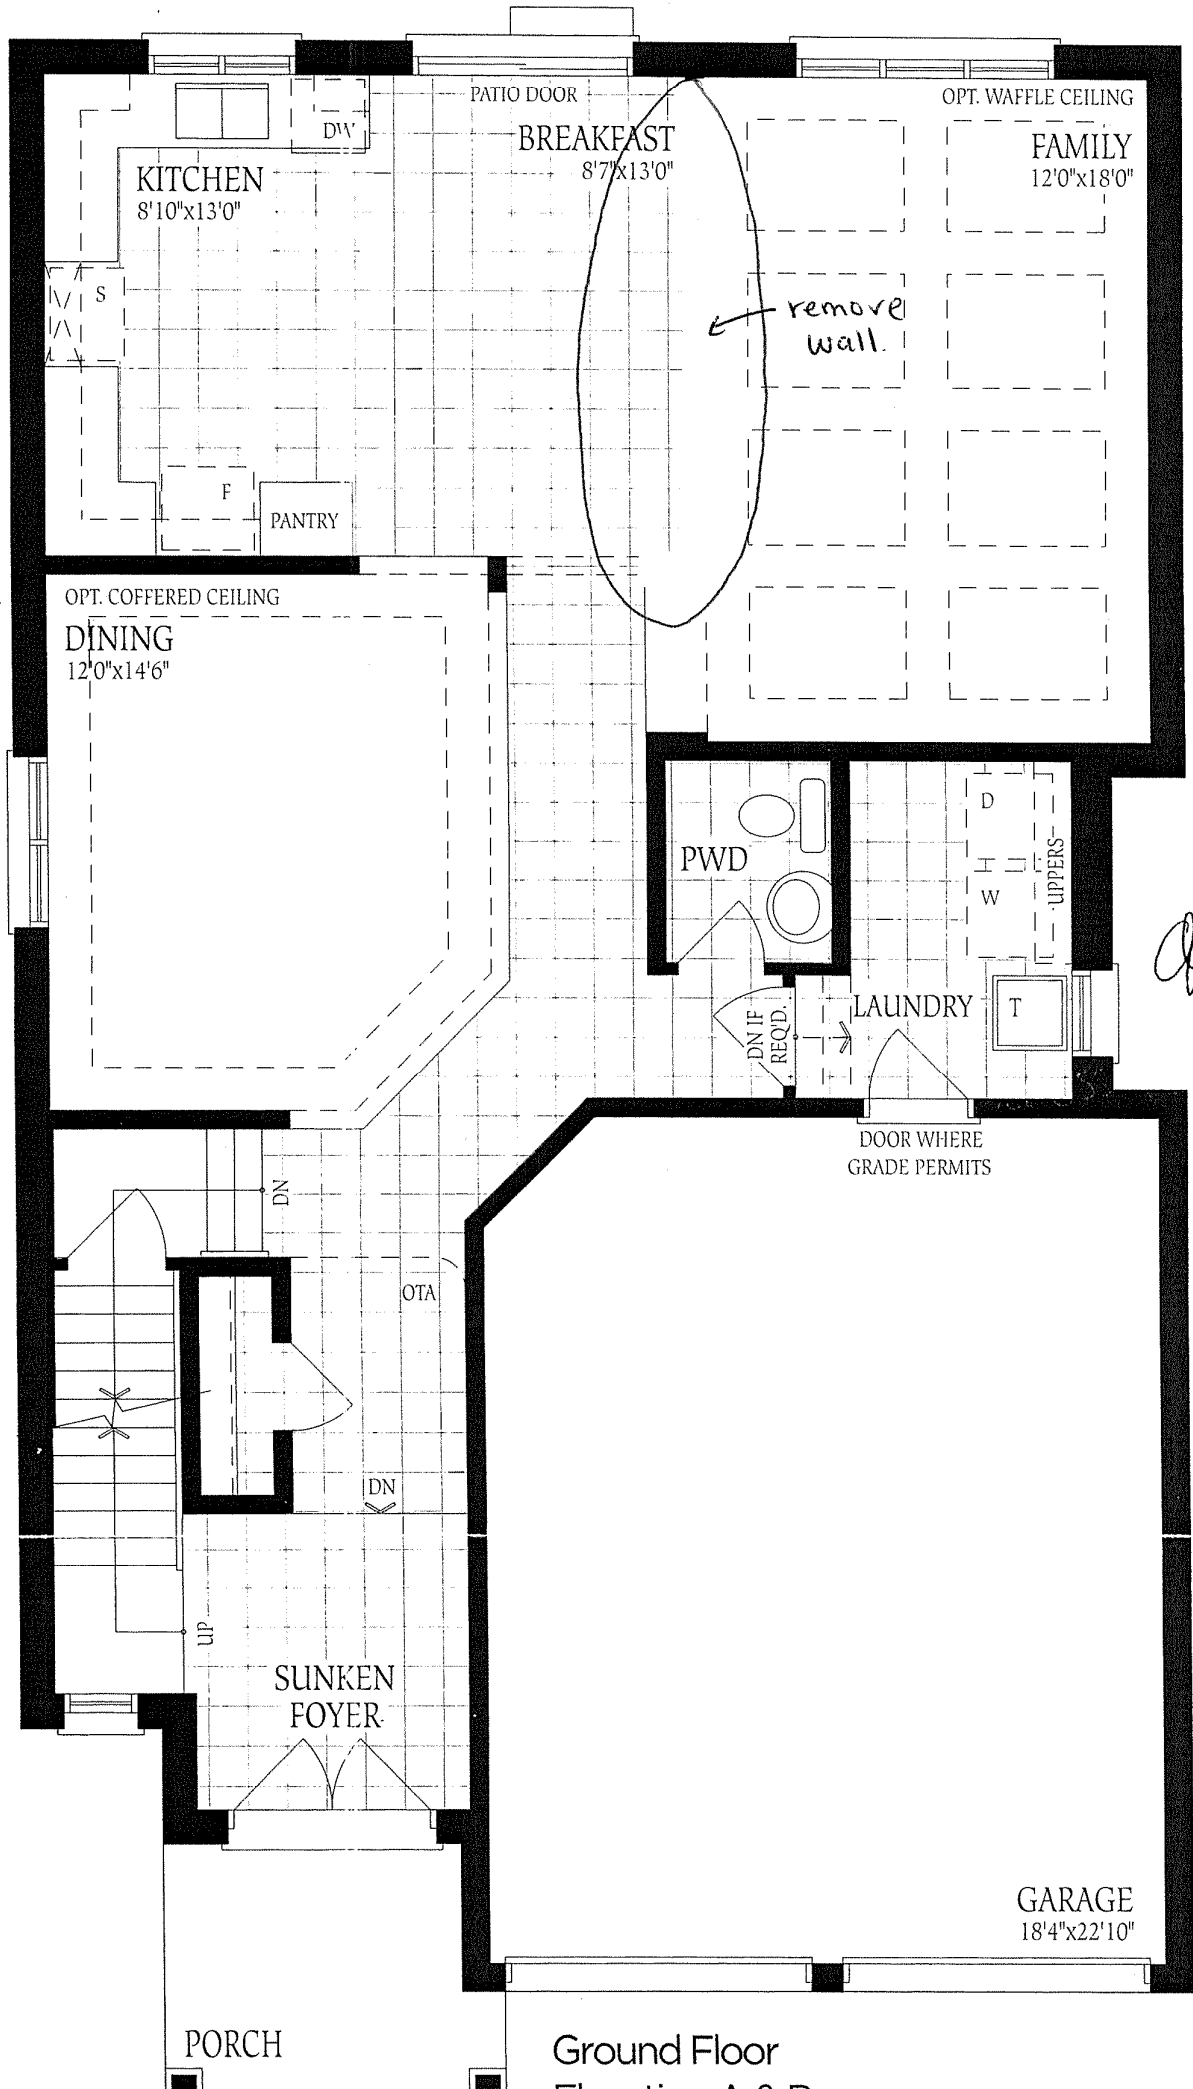 PATIO DOOR
OPT. WAFFLE CEILING
DW
BREAKFAST
8'7"x13'0"
FAMILY
12'0"x18'0"
KITCHEN
8'10"x13'0"
S
remove
wall.
F
PANTRY
OPT. COFFERED CEILING
DINING
12'0"x14'6"
D
UPPERS
PWD
W
LAUNDRY
T
DN IF
REQ'D.
DOOR WHERE
GRADE PERMITS
DN
OTA
DN
UP
SUNKEN
FOYER
GARAGE
18'4"x22'10"
PORCH
Ground Floor